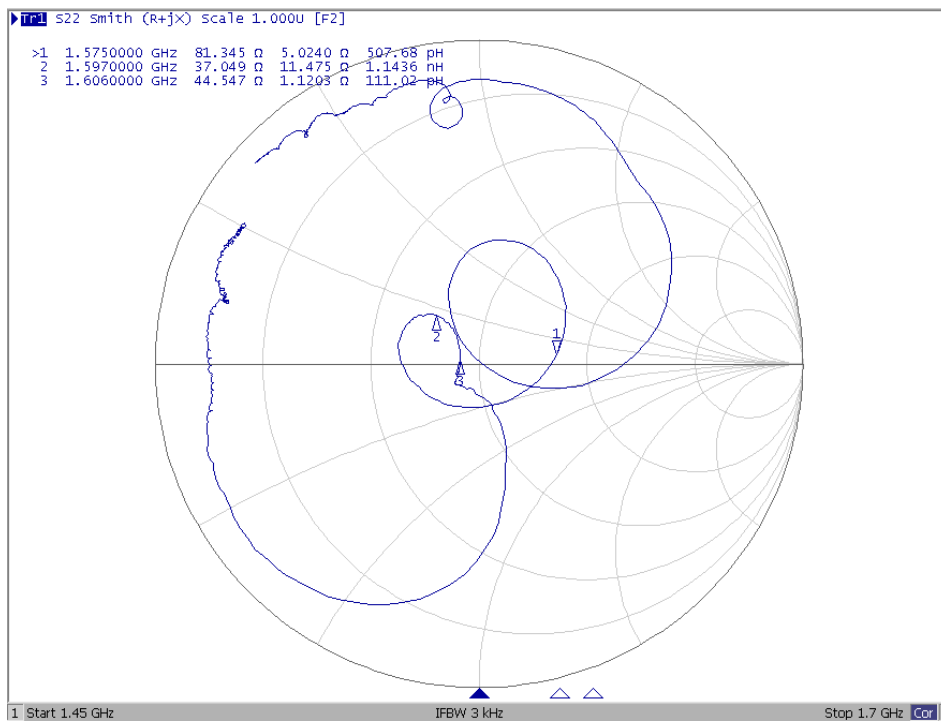 Tr1 S22 Smith (R+jX) Scale 1.000U [F2]
>1 1.5750000 GHz 81.345 Ω 5.0240 Ω 507.68 pH
2 1.5970000 GHz 37.049 Ω 11.475 Ω 1.1436 nH
3 1.6060000 GHz 44.547 Ω 1.1203 Ω 111.02 pH
1
2
3
1 Start 1.45 GHz IFBW 3 kHz Stop 1.7 GHz Cor